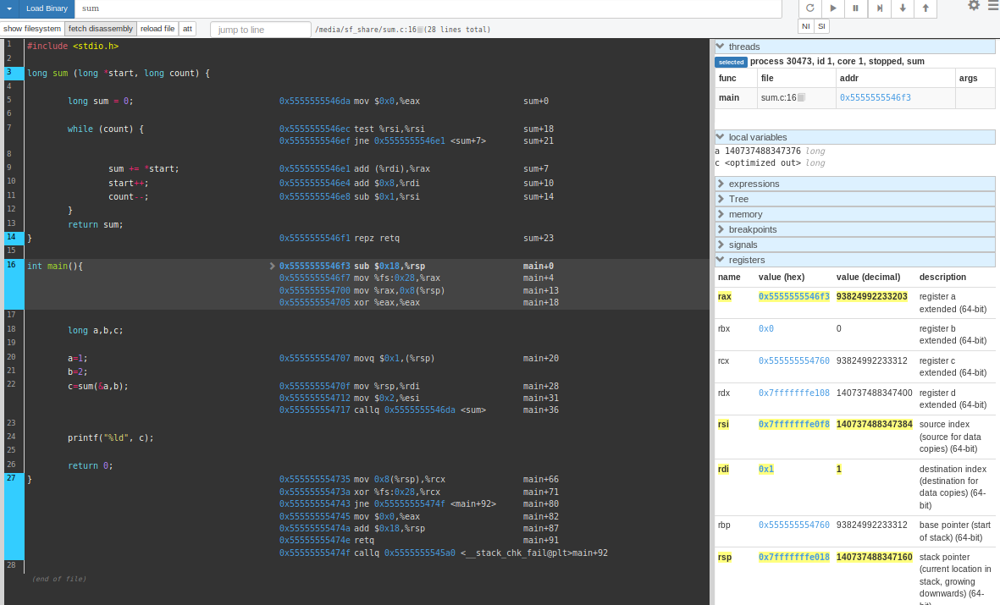 Load Binary sum
show filesystem fetch disassembly reload file att jump to line /media/sf_share/sum.c:16 (28 lines total)
NI SI
1 #include <stdio.h>
2
3 long sum (long *start, long count) {
4
5 long sum = 0; 0x5555555546da mov $0x0,%eax sum+0
6
7 while (count) { 0x5555555546ec test %rsi,%rsi sum+18
0x5555555546ef jne 0x5555555546e1 <sum+7> sum+21
8
9 sum += *start; 0x5555555546e1 add (%rdi),%rax sum+7
10 start++; 0x5555555546e4 add $0x8,%rdi sum+10
11 count--; 0x5555555546e8 sub $0x1,%rsi sum+14
12 }
13 return sum;
14 } 0x5555555546f1 repz retq sum+23
15
16 int main(){ 0x5555555546f3 sub $0x18,%rsp main+0
0x5555555546f7 mov %fs:0x28,%rax main+4
0x555555554700 mov %rax,0x8(%rsp) main+13
0x555555554705 xor %eax,%eax main+18
17
18 long a,b,c;
19
20 a=1; 0x555555554707 movq $0x1,(%rsp) main+20
21 b=2;
22 c=sum(&a,b); 0x55555555470f mov %rsp,%rdi main+28
0x555555554712 mov $0x2,%esi main+31
0x555555554717 callq 0x5555555546da <sum> main+36
23
24 printf("%ld", c);
25
26 return 0;
27 } 0x555555554735 mov 0x8(%rsp),%rcx main+66
0x55555555473a xor %fs:0x28,%rcx main+71
0x555555554743 jne 0x55555555474f <main+92> main+80
0x555555554745 mov $0x0,%eax main+82
0x55555555474a add $0x18,%rsp main+87
0x55555555474e retq main+91
0x55555555474f callq 0x5555555545a0 <__stack_chk_fail@plt>main+92
28
(end of file)
threads
selected process 30473, id 1, core 1, stopped, sum
func file addr args
main sum.c:16 0x5555555546f3
local variables
a 140737488347376 long
c <optimized out> long
expressions
Tree
memory
breakpoints
signals
registers
name value (hex) value (decimal) description
rax 0x5555555546f3 93824992233203 register a
extended (64-bit)
rbx 0x0 0 register b
extended (64-bit)
rcx 0x555555554760 93824992233312 register c
extended (64-bit)
rdx 0x7fffffffe108 140737488347400 register d
extended (64-bit)
rsi 0x7fffffffe0f8 140737488347384 source index
(source for data
copies) (64-bit)
rdi 0x1 1 destination index
(destination for
data copies) (64-
bit)
rbp 0x555555554760 93824992233312 base pointer (start
of stack) (64-bit)
rsp 0x7fffffffe018 140737488347160 stack pointer
(current location in
stack, growing
downwards) (64-
bit)